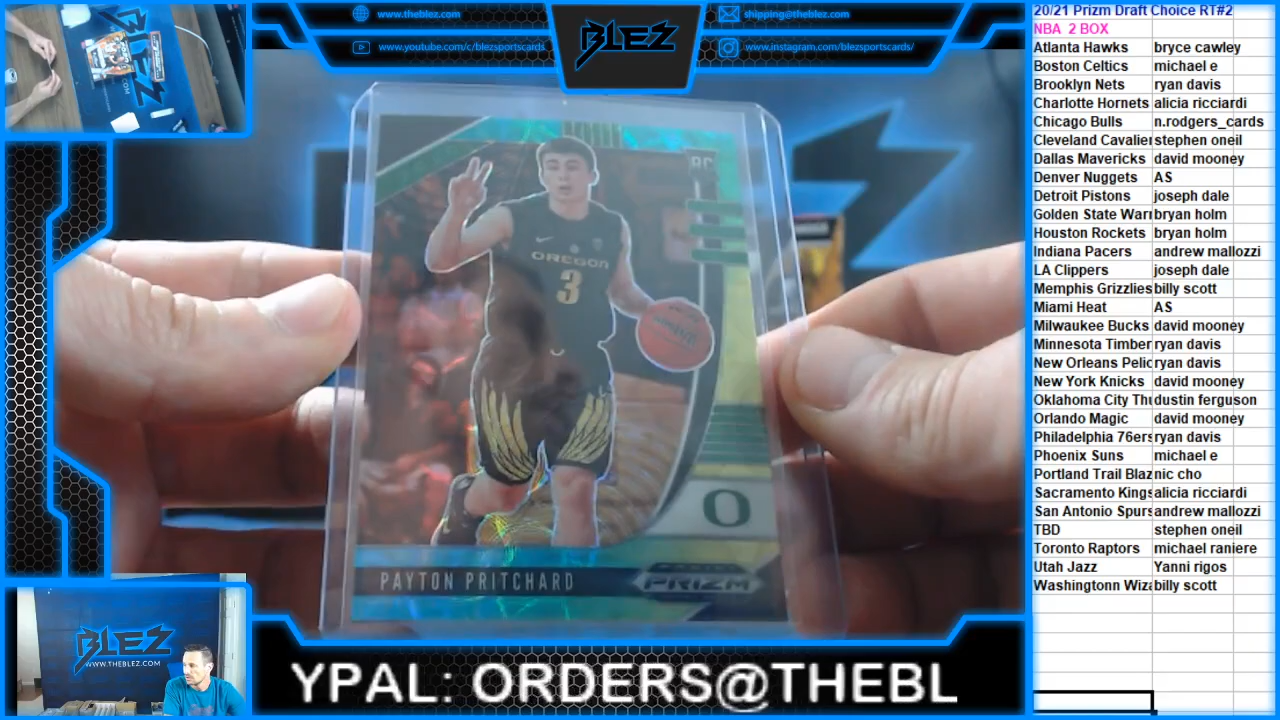 www.theblez.com
www.youtube.com/c/blezsportscards
BLEZ
shipping@theblez.com
www.instagram.com/blezsportscards/
RC
OREGON
3
Wilson
O
PAYTON PRITCHARD
PANINI
PRIZM
BLEZ
WWW.THEBLEZ.COM
YPAL: ORDERS@THEBL
20/21 Prizm Draft Choice RT#2
NBA 2 BOX
Atlanta Hawks bryce cawley
Boston Celtics michael e
Brooklyn Nets ryan davis
Charlotte Hornets alicia ricciardi
Chicago Bulls n.rodgers_cards
Cleveland Cavalier stephen oneil
Dallas Mavericks david mooney
Denver Nuggets AS
Detroit Pistons joseph dale
Golden State Warr bryan holm
Houston Rockets bryan holm
Indiana Pacers andrew mallozzi
LA Clippers joseph dale
Memphis Grizzlies billy scott
Miami Heat AS
Milwaukee Bucks david mooney
Minnesota Timber ryan davis
New Orleans Pelic ryan davis
New York Knicks david mooney
Oklahoma City Thu dustin ferguson
Orlando Magic david mooney
Philadelphia 76ers ryan davis
Phoenix Suns michael e
Portland Trail Blaz nic cho
Sacramento Kings alicia ricciardi
San Antonio Spurs andrew mallozzi
TBD stephen oneil
Toronto Raptors michael raniere
Utah Jazz Yanni rigos
Washingtonn Wiza billy scott